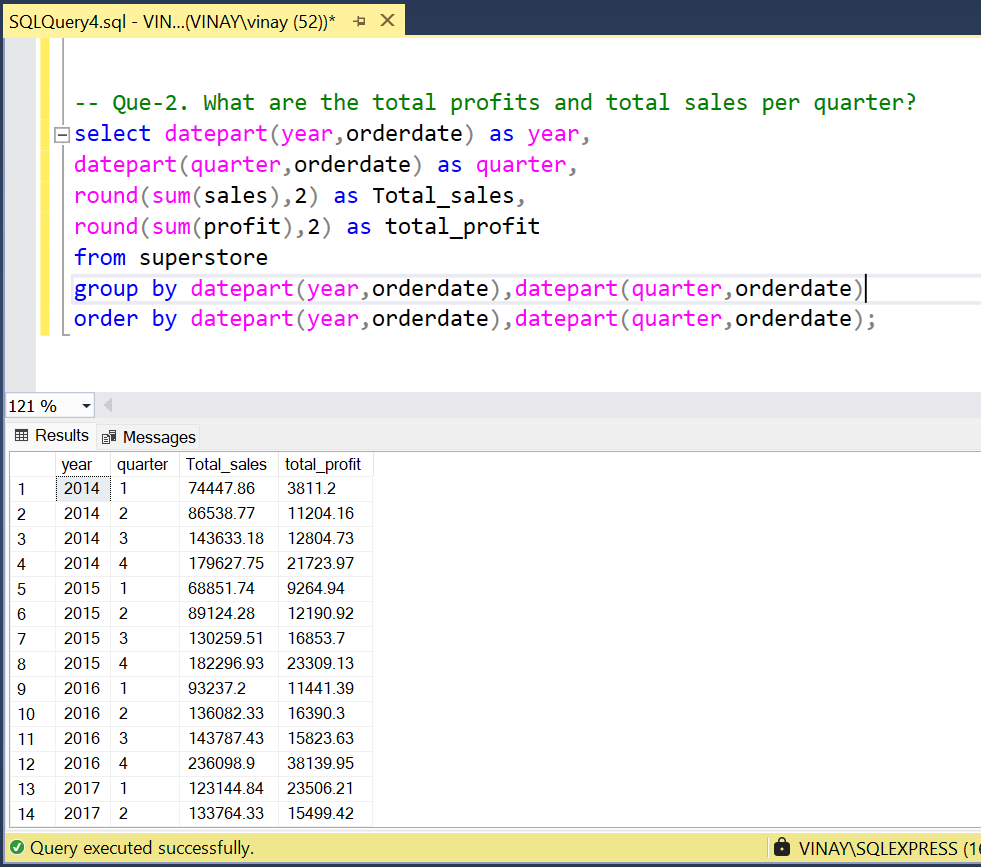 SQLQuery4.sql - VIN...(VINAY\vinay (52))*
-- Que-2. What are the total profits and total sales per quarter?
select datepart(year,orderdate) as year,
datepart(quarter,orderdate) as quarter,
round(sum(sales),2) as Total_sales,
round(sum(profit),2) as total_profit
from superstore
group by datepart(year,orderdate),datepart(quarter,orderdate)
order by datepart(year,orderdate),datepart(quarter,orderdate);
121 %
Results Messages
year quarter Total_sales total_profit
1 2014 1 74447.86 3811.2
2 2014 2 86538.77 11204.16
3 2014 3 143633.18 12804.73
4 2014 4 179627.75 21723.97
5 2015 1 68851.74 9264.94
6 2015 2 89124.28 12190.92
7 2015 3 130259.51 16853.7
8 2015 4 182296.93 23309.13
9 2016 1 93237.2 11441.39
10 2016 2 136082.33 16390.3
11 2016 3 143787.43 15823.63
12 2016 4 236098.9 38139.95
13 2017 1 123144.84 23506.21
14 2017 2 133764.33 15499.42
Query executed successfully. VINAY\SQLEXPRESS (16